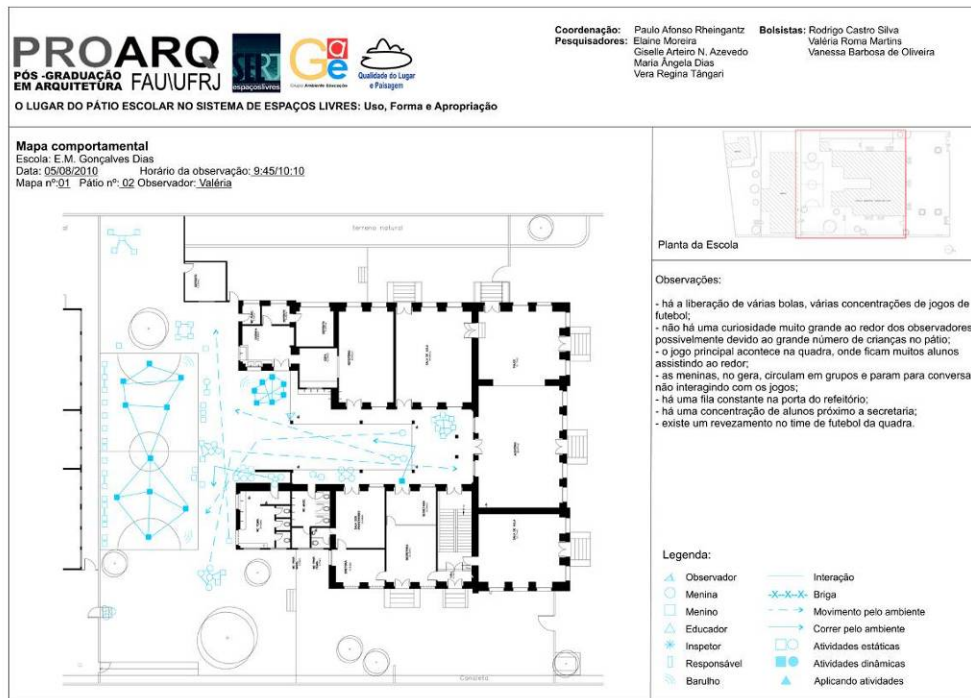 PROARQ
PÓS -GRADUAÇÃO
EM ARQUITETURA FAU\UFRJ
espaçoslivres
Gae
Qualidade do Lugar
e Paisagem
O LUGAR DO PÁTIO ESCOLAR NO SISTEMA DE ESPAÇOS LIVRES: Uso, Forma e Apropriação
Coordenação: Paulo Afonso Rheingantz
Pesquisadores: Elaine Moreira
Giselle Arteiro N. Azevedo
Maria Ângela Dias
Vera Regina Tângari
Bolsistas: Rodrigo Castro Silva
Valéria Roma Martins
Vanessa Barbosa de Oliveira
Mapa comportamental
Escola: E.M. Gonçalves Dias
Data: 05/08/2010 Horário da observação: 9:45/10:10
Mapa nº:01 Pátio nº: 02 Observador: Valéria
terreno natural
Canaleta
Planta da Escola
Observações:
- há a liberação de várias bolas, várias concentrações de jogos de
futebol;
- não há uma curiosidade muito grande ao redor dos observadores
possivelmente devido ao grande número de crianças no pátio;
- o jogo principal acontece na quadra, onde ficam muitos alunos
assistindo ao redor;
- as meninas, no gera, circulam em grupos e param para conversa
não interagindo com os jogos;
- há uma fila constante na porta do refeitório;
- há uma concentração de alunos próximo a secretaria;
- existe um revezamento no time de futebol da quadra.
Legenda:
Observador
Menina
Menino
Educador
Inspetor
Responsável
Barulho
Interação
-X--X--X- Briga
Movimento pelo ambiente
Correr pelo ambiente
Atividades estáticas
Atividades dinâmicas
Aplicando atividades